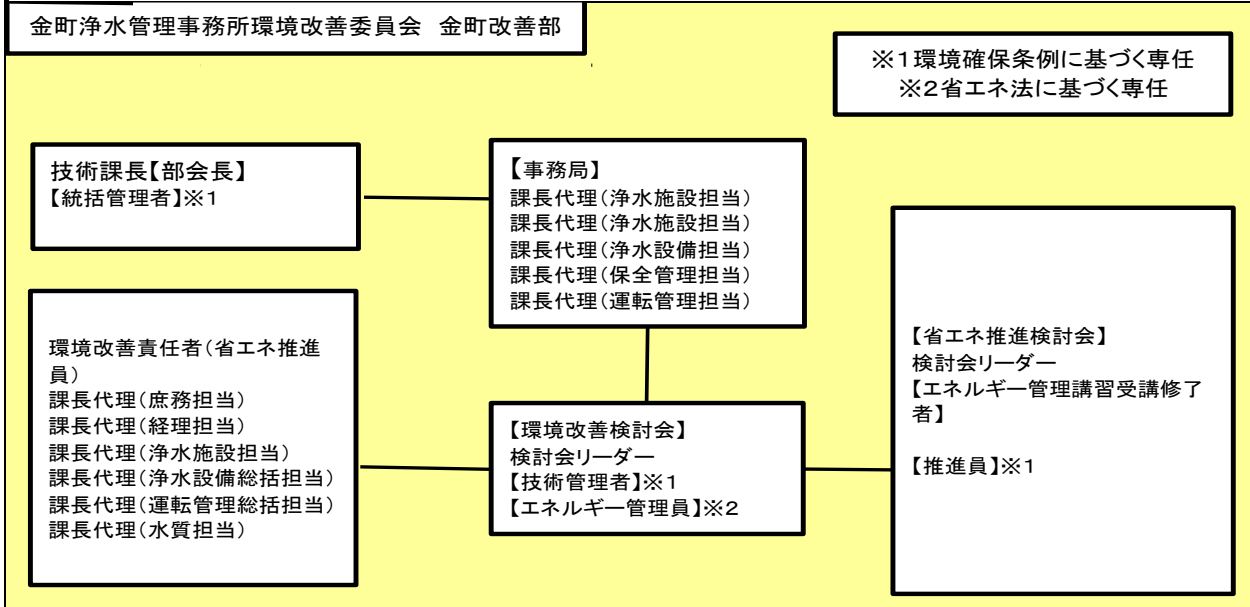 金町浄水管理事務所環境改善委員会　金町改善部
※１環境確保条例に基づく専任
※２省エネ法に基づく専任
技術課長【部会長】
【統括管理者】※１
【事務局】
課長代理（浄水施設担当）
課長代理（浄水施設担当）
課長代理（浄水設備担当）
課長代理（保全管理担当）
課長代理（運転管理担当）
環境改善責任者（省エネ推進
員）
課長代理（庶務担当）
課長代理（経理担当）
課長代理（浄水施設担当）
課長代理（浄水設備総括担当）
課長代理（運転管理総括担当）
課長代理（水質担当）
【環境改善検討会】
検討会リーダー
【技術管理者】※１
【エネルギー管理員】※２
【省エネ推進検討会】
検討会リーダー
【エネルギー管理講習受講修了
者】
【推進員】※１